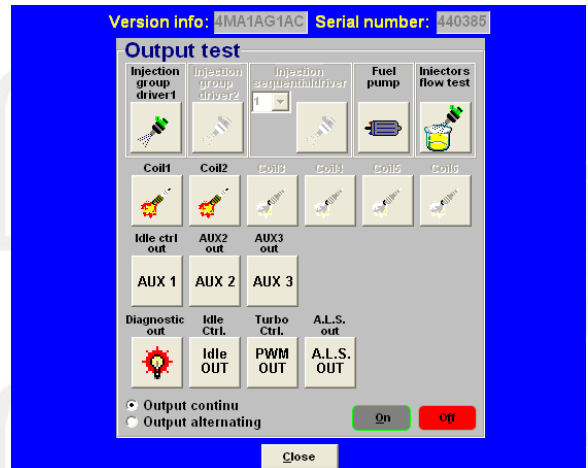 Version info: 4MA1AG1AC Serial number: 440385
Output test
Injection group driver1
Injection group driver2
Injection sequentialdriver
1
Fuel pump
Injectors flow test
Coil1 Coil2 Coil3 Coil4 Coil5 Coil6
Idle ctrl out
AUX2 out
AUX3 out
AUX 1 AUX 2 AUX 3
Diagnostic out
Idle Ctrl.
Turbo Ctrl.
A.L.S. out
Idle OUT
PWM OUT
A.L.S. OUT
Output continu
Output alternating
On Off
Close